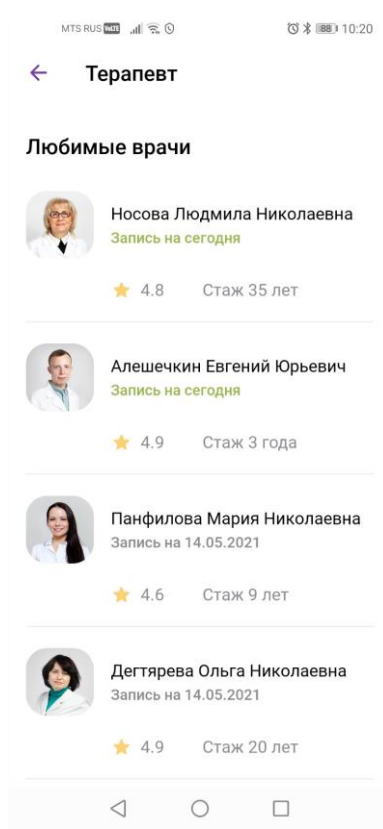 MTS RUS VoLTE 88 10:20
Терапевт
Любимые врачи
Носова Людмила Николаевна
Запись на сегодня
4.8 Стаж 35 лет
Алешечкин Евгений Юрьевич
Запись на сегодня
4.9 Стаж 3 года
Панфилова Мария Николаевна
Запись на 14.05.2021
4.6 Стаж 9 лет
Дегтярева Ольга Николаевна
Запись на 14.05.2021
4.9 Стаж 20 лет